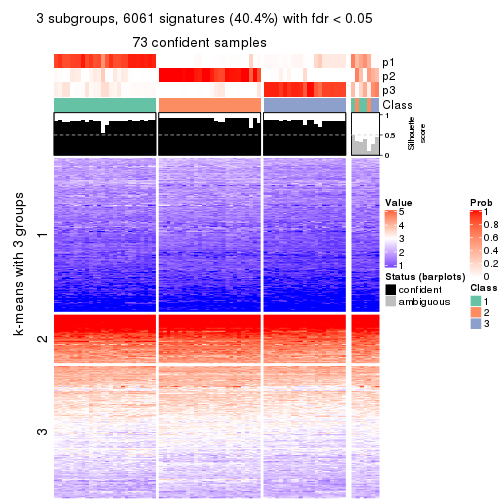 3 subgroups, 6061 signatures (40.4%) with fdr < 0.05
73 confident samples
p1
p2
p3
Class
1
0.5
0
Silhouette
score
k-means with 3 groups
1
2
3
Value
5
4
3
2
1
Status (barplots)
confident
ambiguous
Prob
1
0.8
0.6
0.4
0.2
0
Class
1
2
3